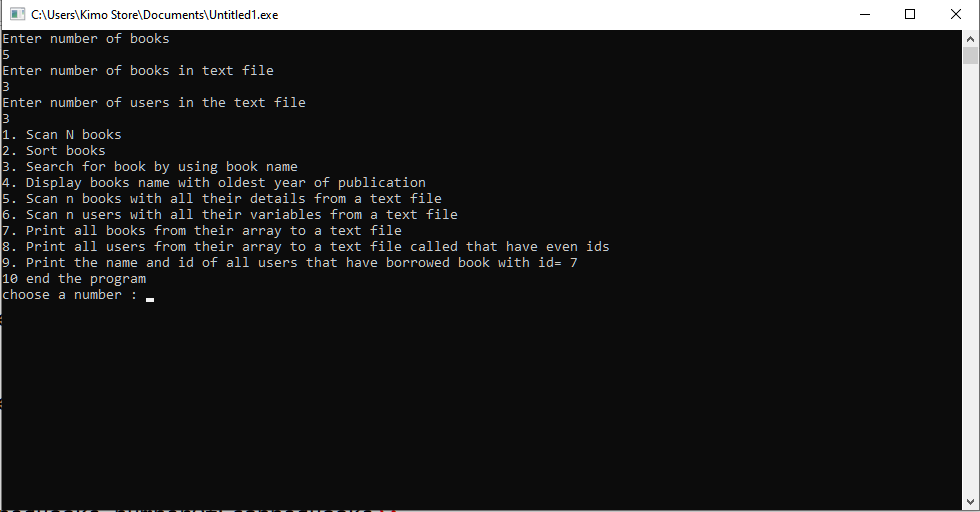 C:\Users\Kimo Store\Documents\Untitled1.exe
Enter number of books
5
Enter number of books in text file
3
Enter number of users in the text file
3
1. Scan N books
2. Sort books
3. Search for book by using book name
4. Display books name with oldest year of publication
5. Scan n books with all their details from a text file
6. Scan n users with all their variables from a text file
7. Print all books from their array to a text file
8. Print all users from their array to a text file called that have even ids
9. Print the name and id of all users that have borrowed book with id= 7
10 end the program
choose a number :